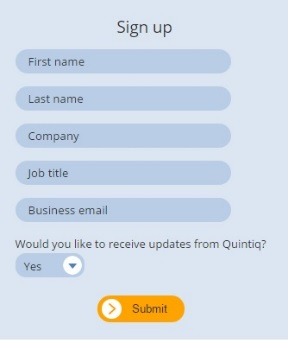 Sign up
First name
Last name
Company
Job title
Business email
Would you like to receive updates from Quintiq?
Yes
Submit